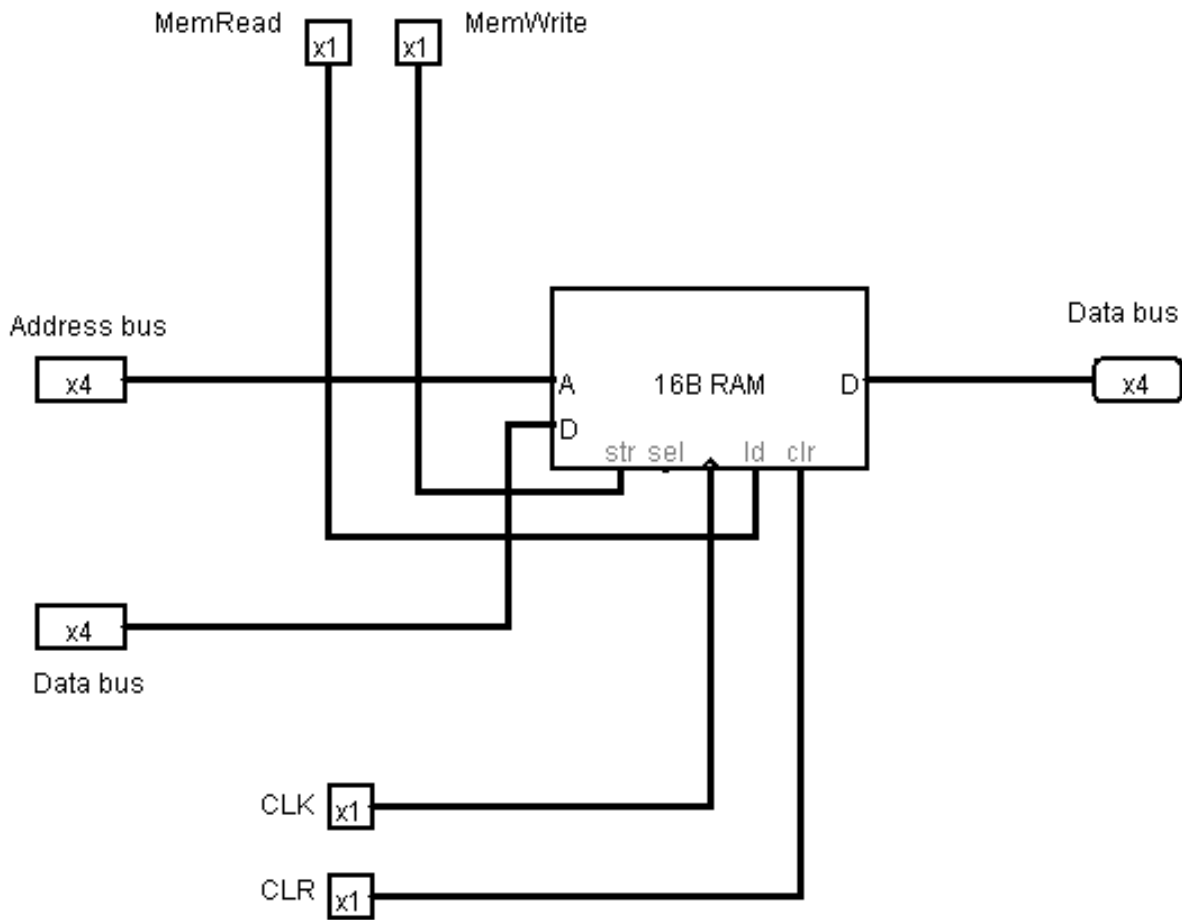 MemRead
x1
x1
MemWrite
Address bus
x4
A
D
16B RAM
D
str sel ld clr
Data bus
x4
x4
Data bus
CLK x1
CLR x1